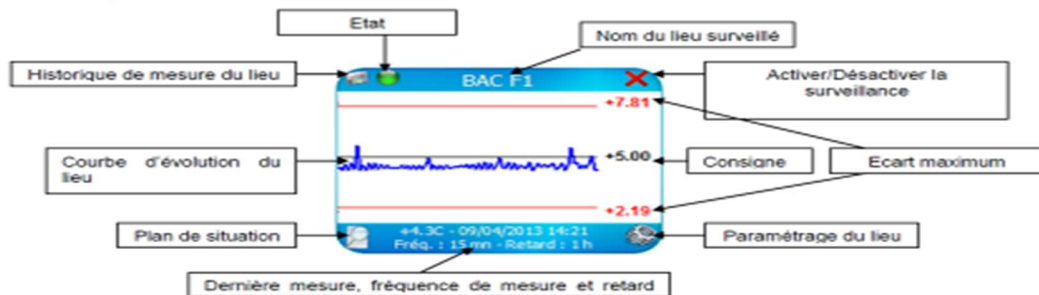 Etat
Nom du lieu surveillé
Historique de mesure du lieu
BAC F1
Activer/Désactiver la
surveillance
+7.81
Courbe d'évolution du
lieu
+5.00
Consigne
Ecart maximum
+2.19
Plan de situation
+4.3C - 09/04/2013 14:21
Fréq. : 15 mn - Retard : 1 h
Paramétrage du lieu
Dernière mesure, fréquence de mesure et retard